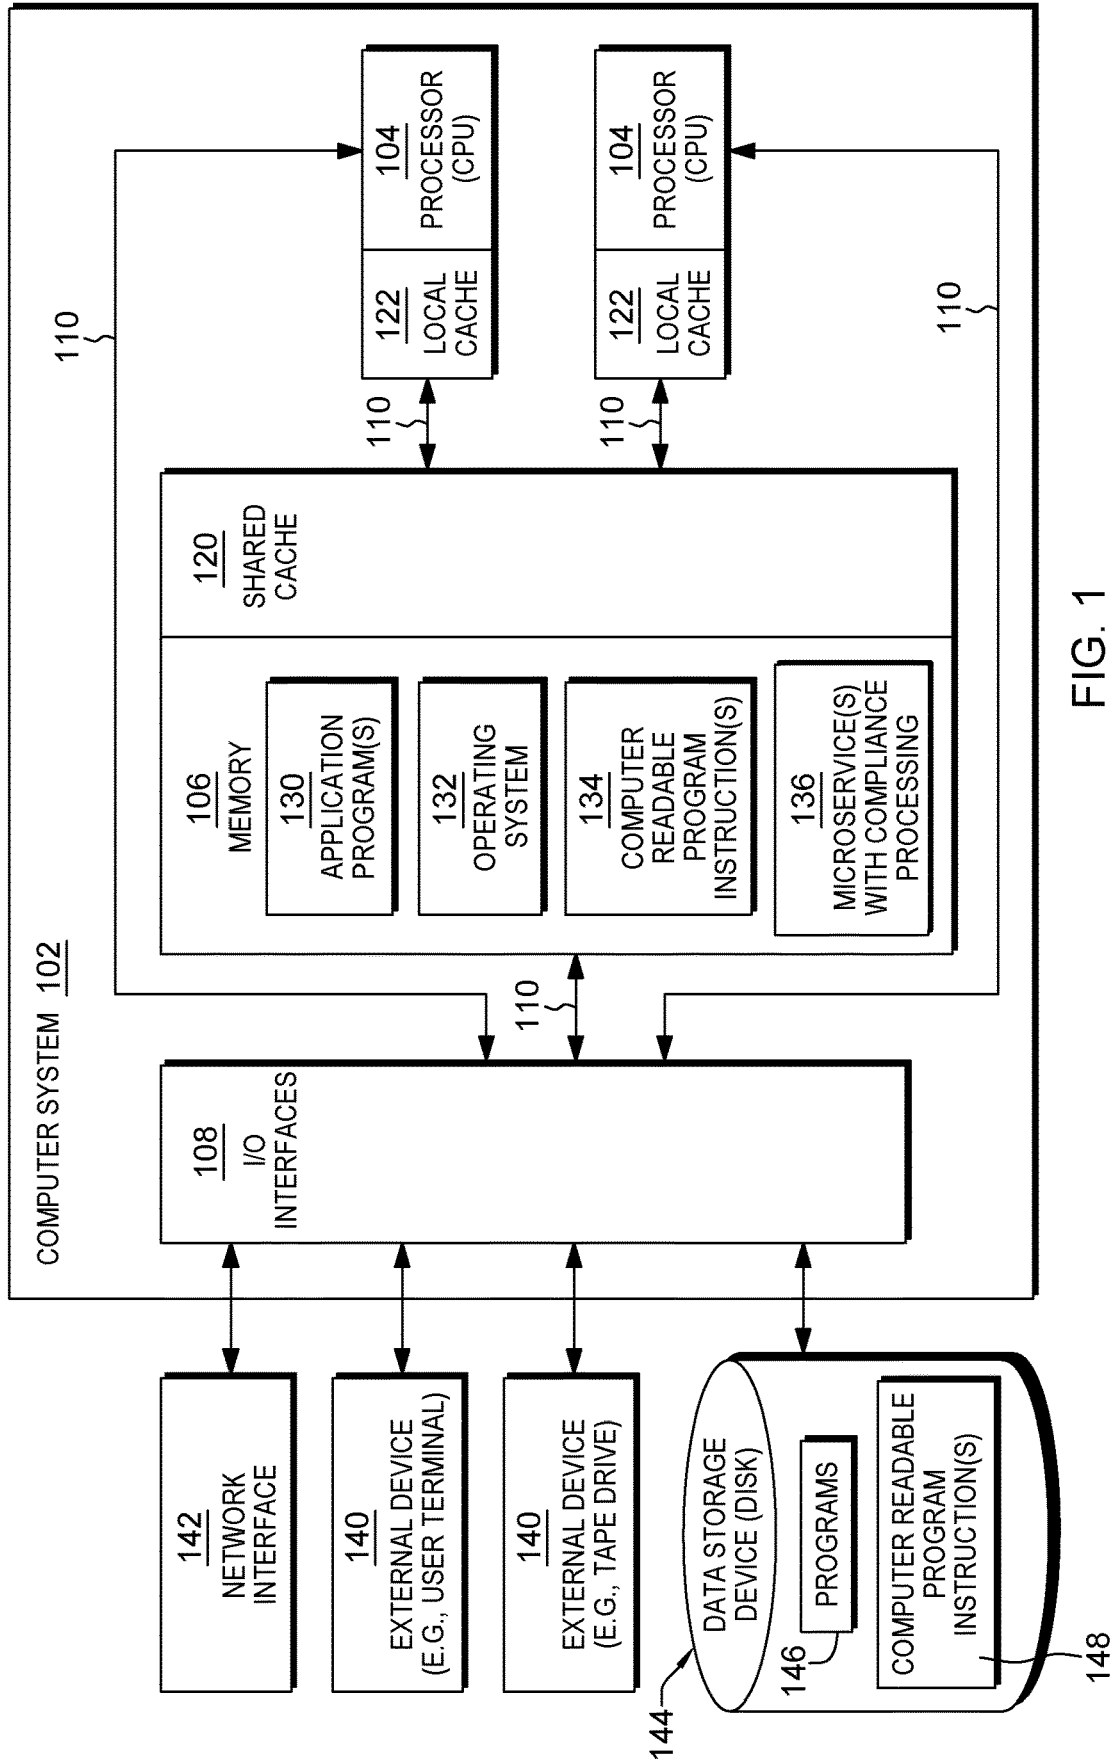 COMPUTER SYSTEM 102
110
142
NETWORK
INTERFACE
140
EXTERNAL DEVICE
(E.G., USER TERMINAL)
140
EXTERNAL DEVICE
(E.G., TAPE DRIVE)
144
DATA STORAGE
DEVICE (DISK)
146
PROGRAMS
COMPUTER READABLE
PROGRAM
INSTRUCTION(S)
148
108
I/O
INTERFACES
110
106
MEMORY
130
APPLICATION
PROGRAM(S)
132
OPERATING
SYSTEM
134
COMPUTER
READABLE
PROGRAM
INSTRUCTION(S)
136
MICROSERVICE(S)
WITH COMPLIANCE
PROCESSING
120
SHARED
CACHE
110
110
122
LOCAL
CACHE
104
PROCESSOR
(CPU)
122
LOCAL
CACHE
104
PROCESSOR
(CPU)
110
FIG. 1